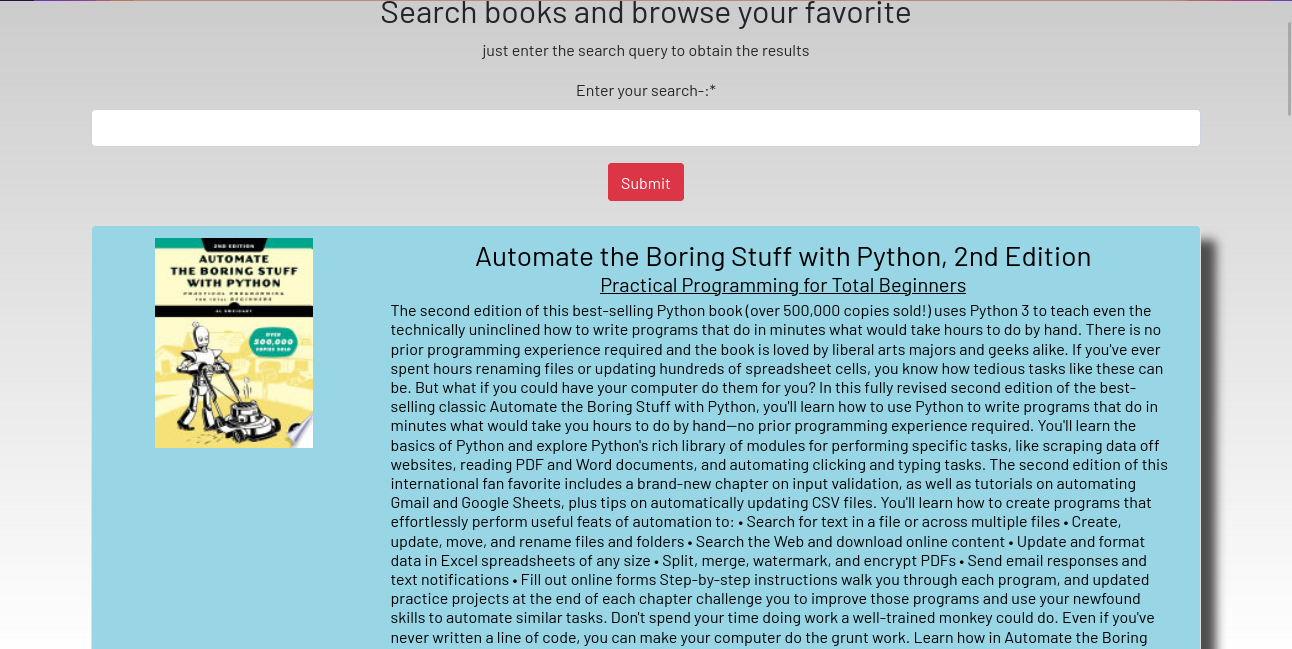 Search books and browse your favorite
just enter the search query to obtain the results
Enter your search-:*
Submit
2ND EDITION
AUTOMATE
THE BORING STUFF
WITH PYTHON
PRACTICAL PROGRAMMING
FOR TOTAL BEGINNERS
AL SWEIGART
OVER
500,000
COPIES SOLD
Automate the Boring Stuff with Python, 2nd Edition
Practical Programming for Total Beginners
The second edition of this best-selling Python book (over 500,000 copies sold!) uses Python 3 to teach even the
technically uninclined how to write programs that do in minutes what would take hours to do by hand. There is no
prior programming experience required and the book is loved by liberal arts majors and geeks alike. If you've ever
spent hours renaming files or updating hundreds of spreadsheet cells, you know how tedious tasks like these can
be. But what if you could have your computer do them for you? In this fully revised second edition of the best-
selling classic Automate the Boring Stuff with Python, you'll learn how to use Python to write programs that do in
minutes what would take you hours to do by hand—no prior programming experience required. You'll learn the
basics of Python and explore Python's rich library of modules for performing specific tasks, like scraping data off
websites, reading PDF and Word documents, and automating clicking and typing tasks. The second edition of this
international fan favorite includes a brand-new chapter on input validation, as well as tutorials on automating
Gmail and Google Sheets, plus tips on automatically updating CSV files. You'll learn how to create programs that
effortlessly perform useful feats of automation to: • Search for text in a file or across multiple files • Create,
update, move, and rename files and folders • Search the Web and download online content • Update and format
data in Excel spreadsheets of any size • Split, merge, watermark, and encrypt PDFs • Send email responses and
text notifications • Fill out online forms Step-by-step instructions walk you through each program, and updated
practice projects at the end of each chapter challenge you to improve those programs and use your newfound
skills to automate similar tasks. Don't spend your time doing work a well-trained monkey could do. Even if you've
never written a line of code, you can make your computer do the grunt work. Learn how in Automate the Boring